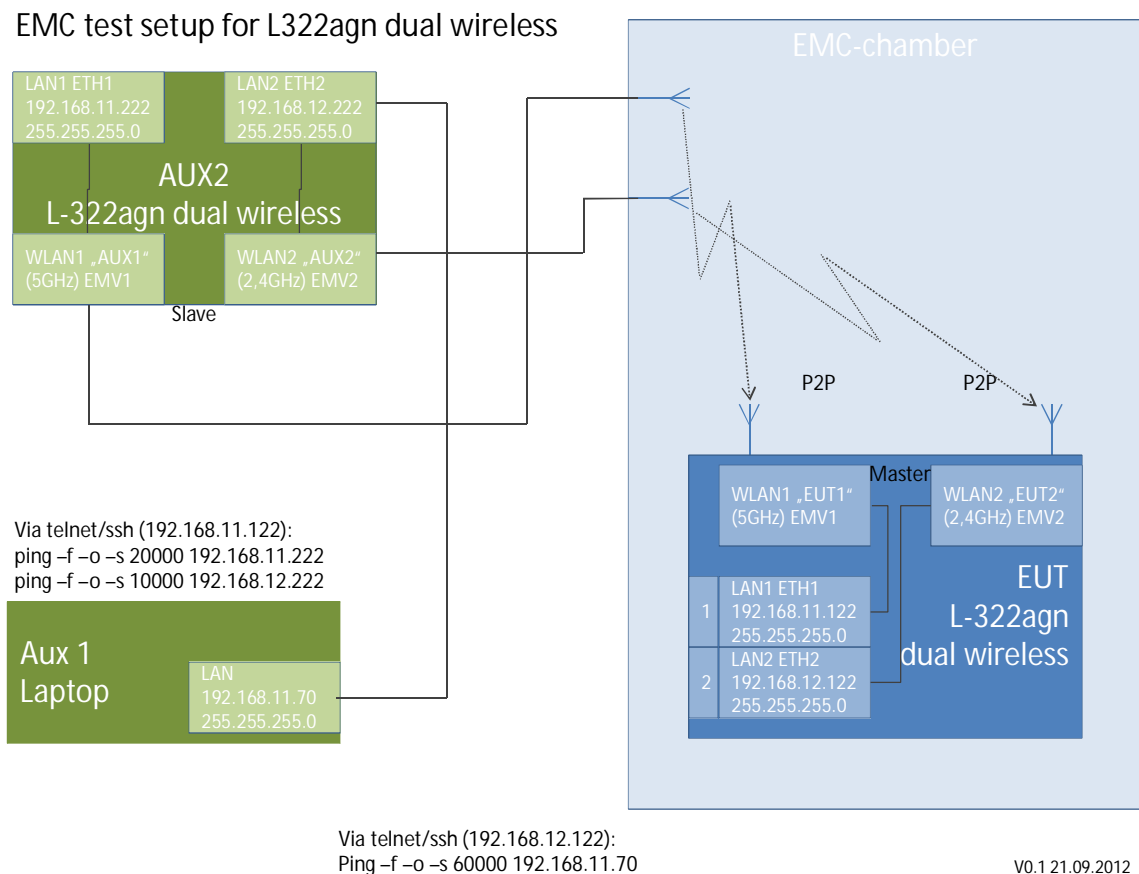 EMC test setup for L322agn dual wireless
EMC-chamber
LAN1 ETH1
192.168.11.222
255.255.255.0
LAN2 ETH2
192.168.12.222
255.255.255.0
AUX2
L-322agn dual wireless
WLAN1 „AUX1“
(5GHz) EMV1
WLAN2 „AUX2“
(2,4GHz) EMV2
Slave
P2P
P2P
Master
WLAN1 „EUT1“
(5GHz) EMV1
WLAN2 „EUT2“
(2,4GHz) EMV2
Via telnet/ssh (192.168.11.122):
ping –f –o –s 20000 192.168.11.222
ping –f –o –s 10000 192.168.12.222
EUT
L-322agn
dual wireless
1
LAN1 ETH1
192.168.11.122
255.255.255.0
2
LAN2 ETH2
192.168.12.122
255.255.255.0
Aux 1
Laptop
LAN
192.168.11.70
255.255.255.0
Via telnet/ssh (192.168.12.122):
Ping –f –o –s 60000 192.168.11.70
V0.1 21.09.2012